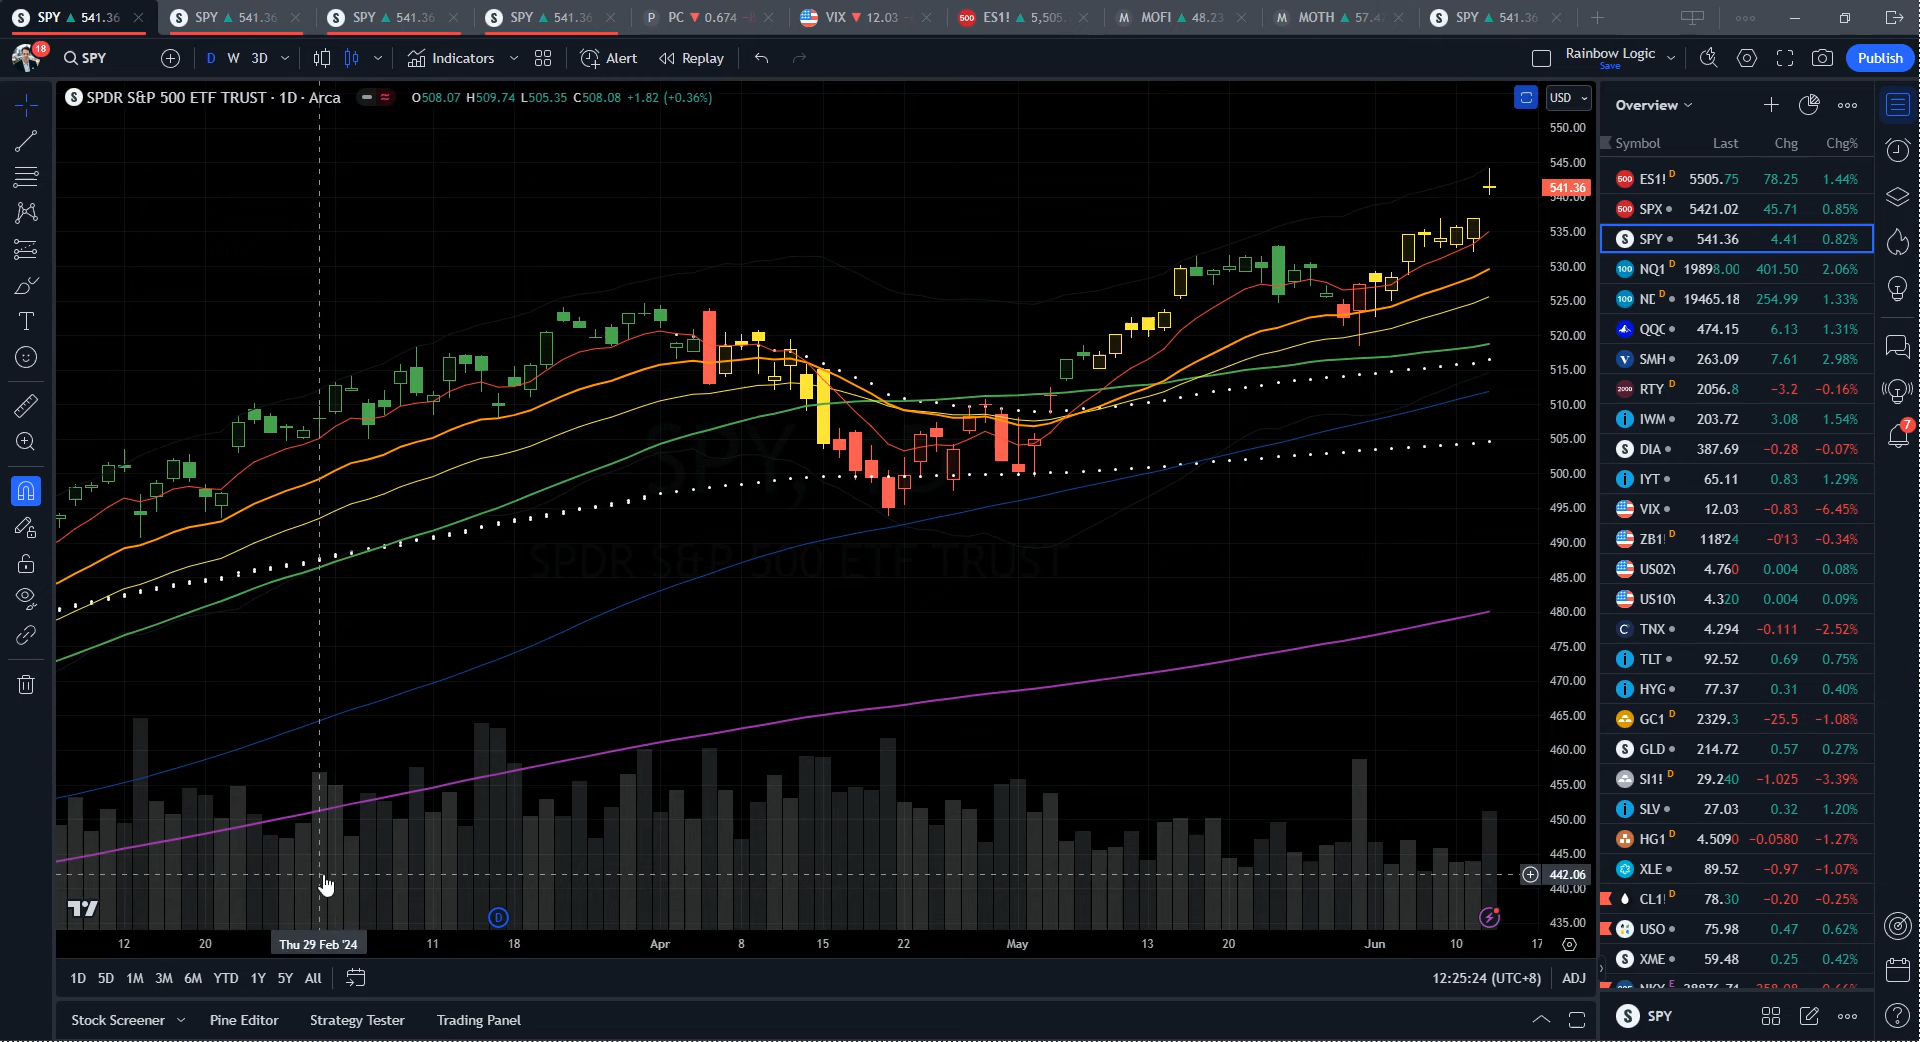 SPY 541.36
SPY 541.36
SPY 541.36
SPY 541.36
PC 0.674
VIX 12.03
ES1! 5,505.
MOFI 48.23
MOTH 57.4
SPY 541.36
18
SPY
D W 3D
Indicators
Alert
Replay
Rainbow Logic
Save
Publish
SPDR S&P 500 ETF TRUST · 1D · Arca
O508.07 H509.74 L505.35 C508.08 +1.82 (+0.36%)
USD
550.00
545.00
541.36
540.00
535.00
530.00
525.00
520.00
515.00
510.00
505.00
500.00
495.00
490.00
485.00
480.00
475.00
470.00
465.00
460.00
455.00
450.00
445.00
442.06
440.00
435.00
SPDR S&P 500 ETF TRUST
D
12 20 Thu 29 Feb '24 11 18 Apr 8 15 22 May 13 20 Jun 10 17
1D 5D 1M 3M 6M YTD 1Y 5Y All
12:25:24 (UTC+8) ADJ
Stock Screener Pine Editor Strategy Tester Trading Panel
Overview
Symbol Last Chg Chg%
500 ES1! D 5505.75 78.25 1.44%
500 SPX 5421.02 45.71 0.85%
SPY 541.36 4.41 0.82%
100 NQ1 D 19898.00 401.50 2.06%
100 D 19465.18 254.99 1.33%
QQC 474.15 6.13 1.31%
SMH 263.09 7.61 2.98%
2000 RTY D 2056.8 −3.2 −0.16%
IWM 203.72 3.08 1.54%
DIA 387.69 −0.28 −0.07%
IYT 65.11 0.83 1.29%
VIX 12.03 −0.83 −6.45%
ZB1! D 118'24 −0'13 −0.34%
US02Y 4.760 0.004 0.08%
US10Y 4.320 0.004 0.09%
TNX 4.294 −0.111 −2.52%
TLT 92.52 0.69 0.75%
HYG 77.37 0.31 0.40%
GC1 D 2329.3 −25.5 −1.08%
GLD 214.72 0.57 0.27%
SI1! D 29.240 −1.025 −3.39%
SLV 27.03 0.32 1.20%
HG1 D 4.5090 −0.0580 −1.27%
XLE 89.52 −0.97 −1.07%
CL1! D 78.30 −0.20 −0.25%
USO 75.98 0.47 0.62%
XME 59.48 0.25 0.42%
SPY
7